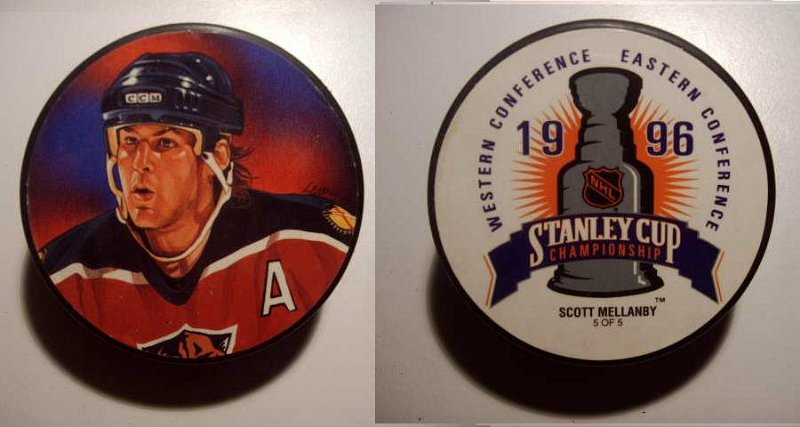 CCM
A
WESTERN CONFERENCE EASTERN CONFERENCE
19 96
NHL
STANLEY CUP
CHAMPIONSHIP
TM
SCOTT MELLANBY
5 OF 5